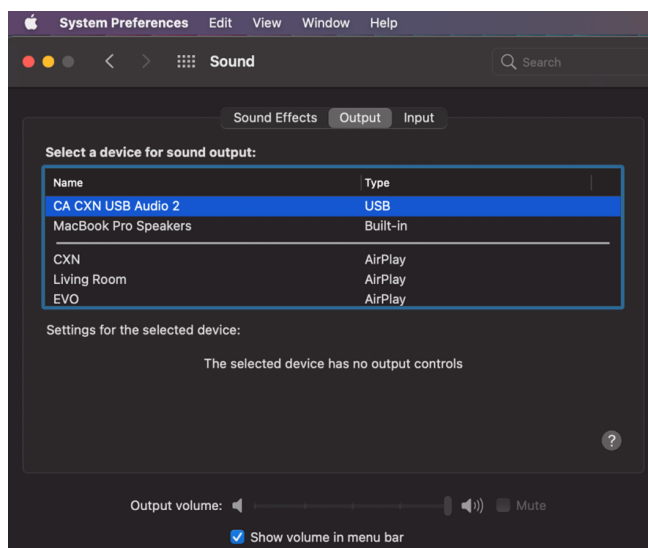 System Preferences Edit View Window Help
Sound
Search
Sound Effects Output Input
Select a device for sound output:
Name Type
CA CXN USB Audio 2 USB
MacBook Pro Speakers Built-in
CXN AirPlay
Living Room AirPlay
EVO AirPlay
Settings for the selected device:
The selected device has no output controls
?
Output volume: Mute
Show volume in menu bar